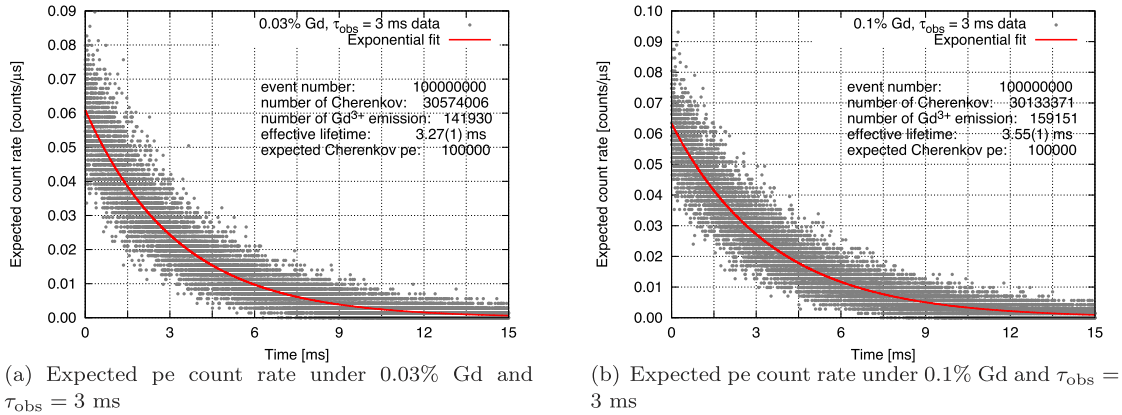 0.03% Gd, τobs = 3 ms data
Exponential fit
event number: 100000000
number of Cherenkov: 30574006
number of Gd3+ emission: 141930
effective lifetime: 3.27(1) ms
expected Cherenkov pe: 100000
Expected count rate [counts/μs]
0.09
0.08
0.07
0.06
0.05
0.04
0.03
0.02
0.01
0.00
0 3 6 9 12 15
Time [ms]
(a) Expected pe count rate under 0.03% Gd and
τobs = 3 ms
0.1% Gd, τobs = 3 ms data
Exponential fit
event number: 100000000
number of Cherenkov: 30133371
number of Gd3+ emission: 159151
effective lifetime: 3.55(1) ms
expected Cherenkov pe: 100000
Expected count rate [counts/μs]
0.10
0.09
0.08
0.07
0.06
0.05
0.04
0.03
0.02
0.01
0.00
0 3 6 9 12 15
Time [ms]
(b) Expected pe count rate under 0.1% Gd and τobs =
3 ms